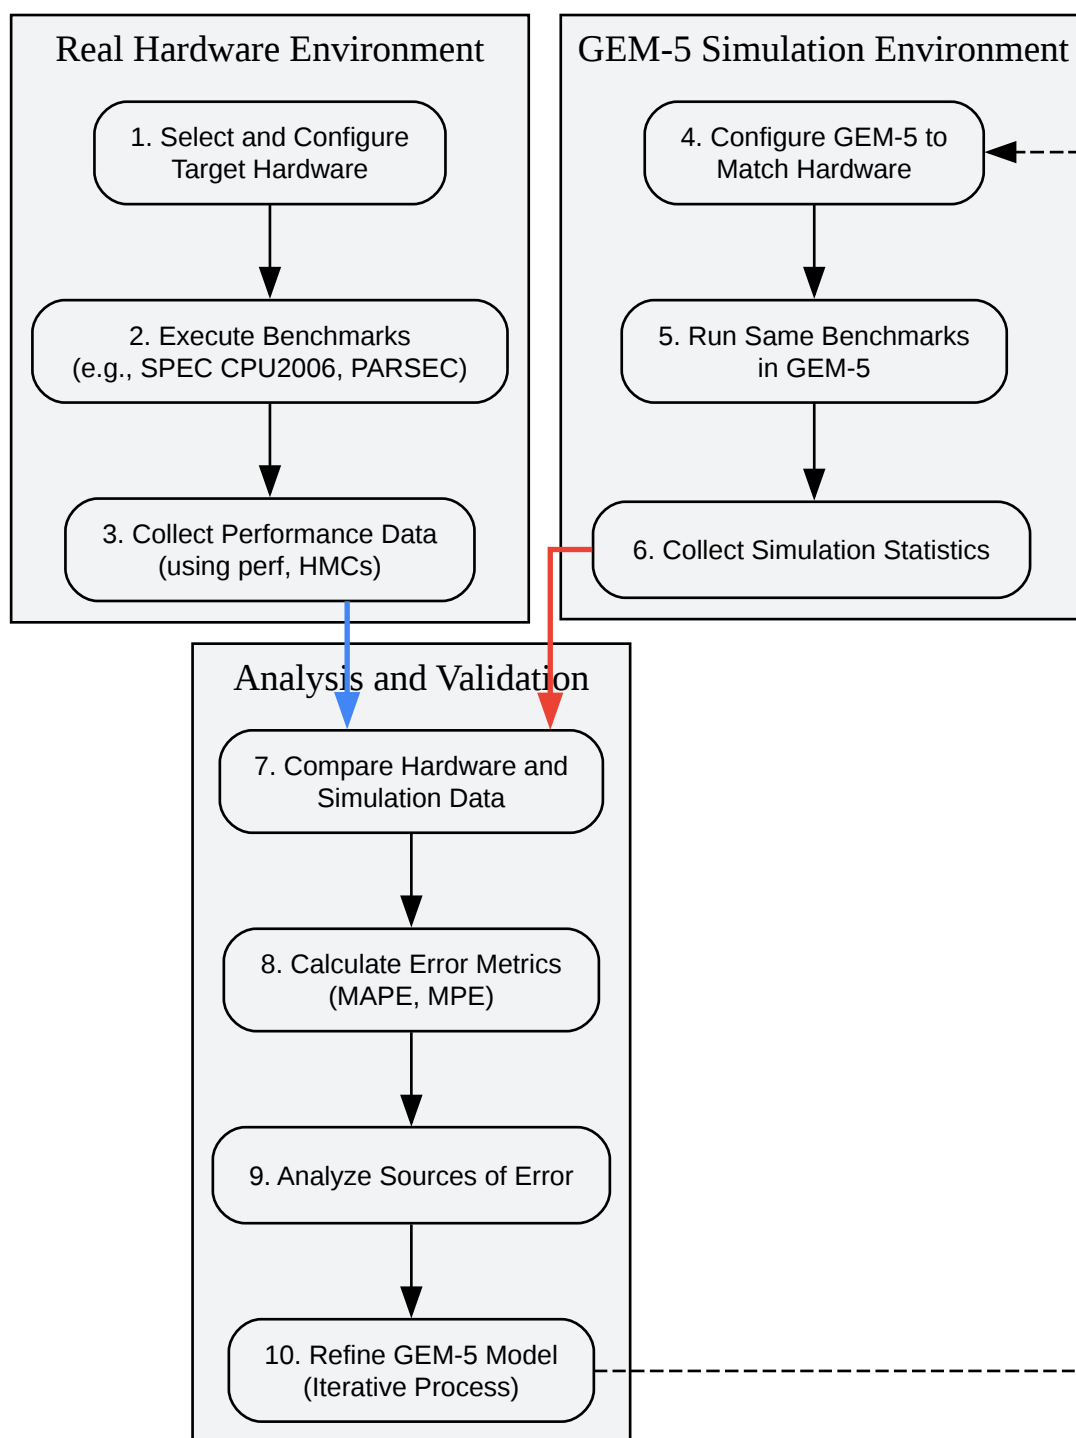 Real Hardware Environment
1. Select and Configure
Target Hardware
2. Execute Benchmarks
(e.g., SPEC CPU2006, PARSEC)
3. Collect Performance Data
(using perf, HMCs)
GEM-5 Simulation Environment
4. Configure GEM-5 to
Match Hardware
5. Run Same Benchmarks
in GEM-5
6. Collect Simulation Statistics
Analysis and Validation
7. Compare Hardware and
Simulation Data
8. Calculate Error Metrics
(MAPE, MPE)
9. Analyze Sources of Error
10. Refine GEM-5 Model
(Iterative Process)